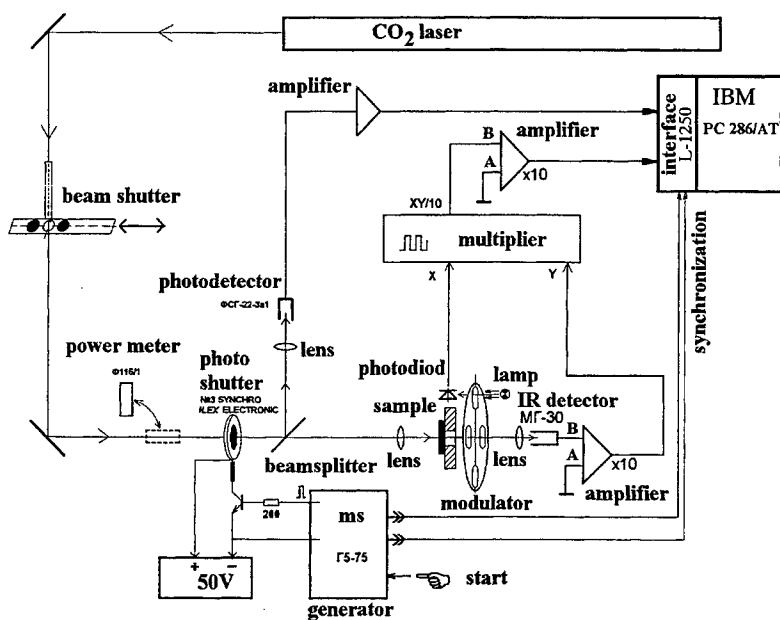 CO2 laser
amplifier
interface
L-1250
IBM
PC 286/AT
B
amplifier
A
x10
beam shutter
XY/10
multiplier
synchronization
X
Y
photodetector
ФСГ-22-3а1
lens
power meter
Ф116/1
photo
shutter
№3 SYNCHRO
ILEX ELECTRONIC
photodiod
lamp
sample
IR detector
МГ-30
B
A
x10
lens
lens
beamsplitter
modulator
amplifier
200
ms
Г5-75
+
−
50V
start
generator